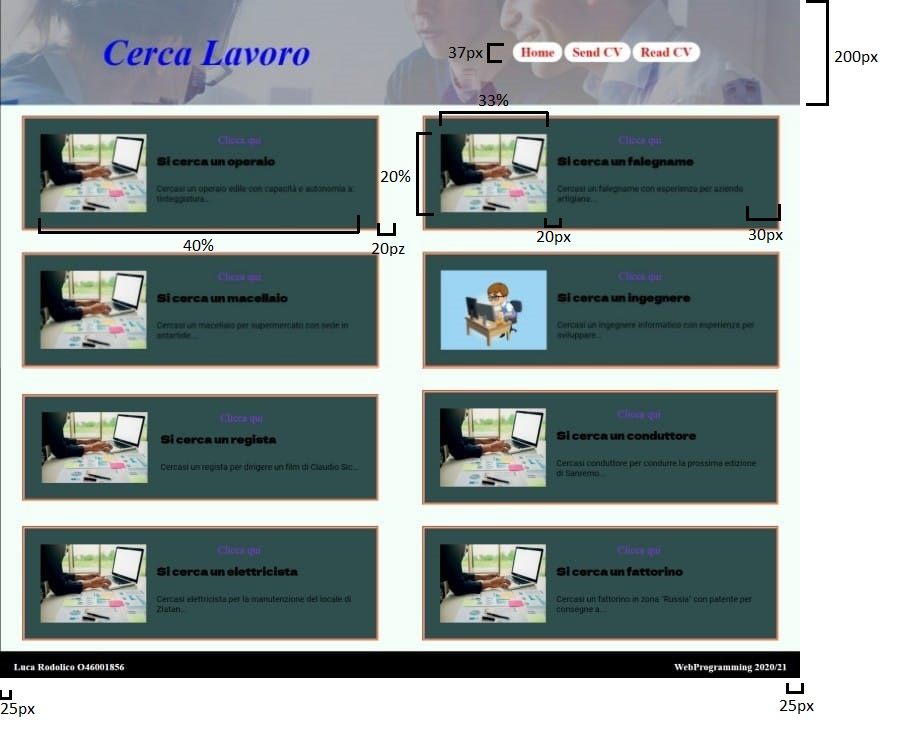 Cerca Lavoro
37px
Home
Send CV
Read CV
200px
33%
Clicca qui
Si cerca un operaio
Cercasi un operaio edile con capacità e autonomia a:
tinteggiatura...
20%
Clicca qui
Si cerca un falegname
Cercasi un falegname con esperienza per azienda
artigiana...
40%
20pz
20px
30px
Clicca qui
Si cerca un macellaio
Cercasi un macellaio per supermercato con sede in
antartide...
Clicca qui
Si cerca un ingegnere
Cercasi un ingegnere informatico con esperienza per
sviluppare...
Clicca qui
Si cerca un regista
Cercasi un regista per dirigere un film di Claudio Sic...
Clicca qui
Si cerca un conduttore
Cercasi conduttore per condurre la prossima edizione
di Sanremo...
Clicca qui
Si cerca un elettricista
Cercasi elettricista per la manutenzione del locale di
Zlatan...
Clicca qui
Si cerca un fattorino
Cercasi un fattorino in zona "Russia" con patente per
consegne a...
Luca Rodolico O46001856
WebProgramming 2020/21
25px
25px